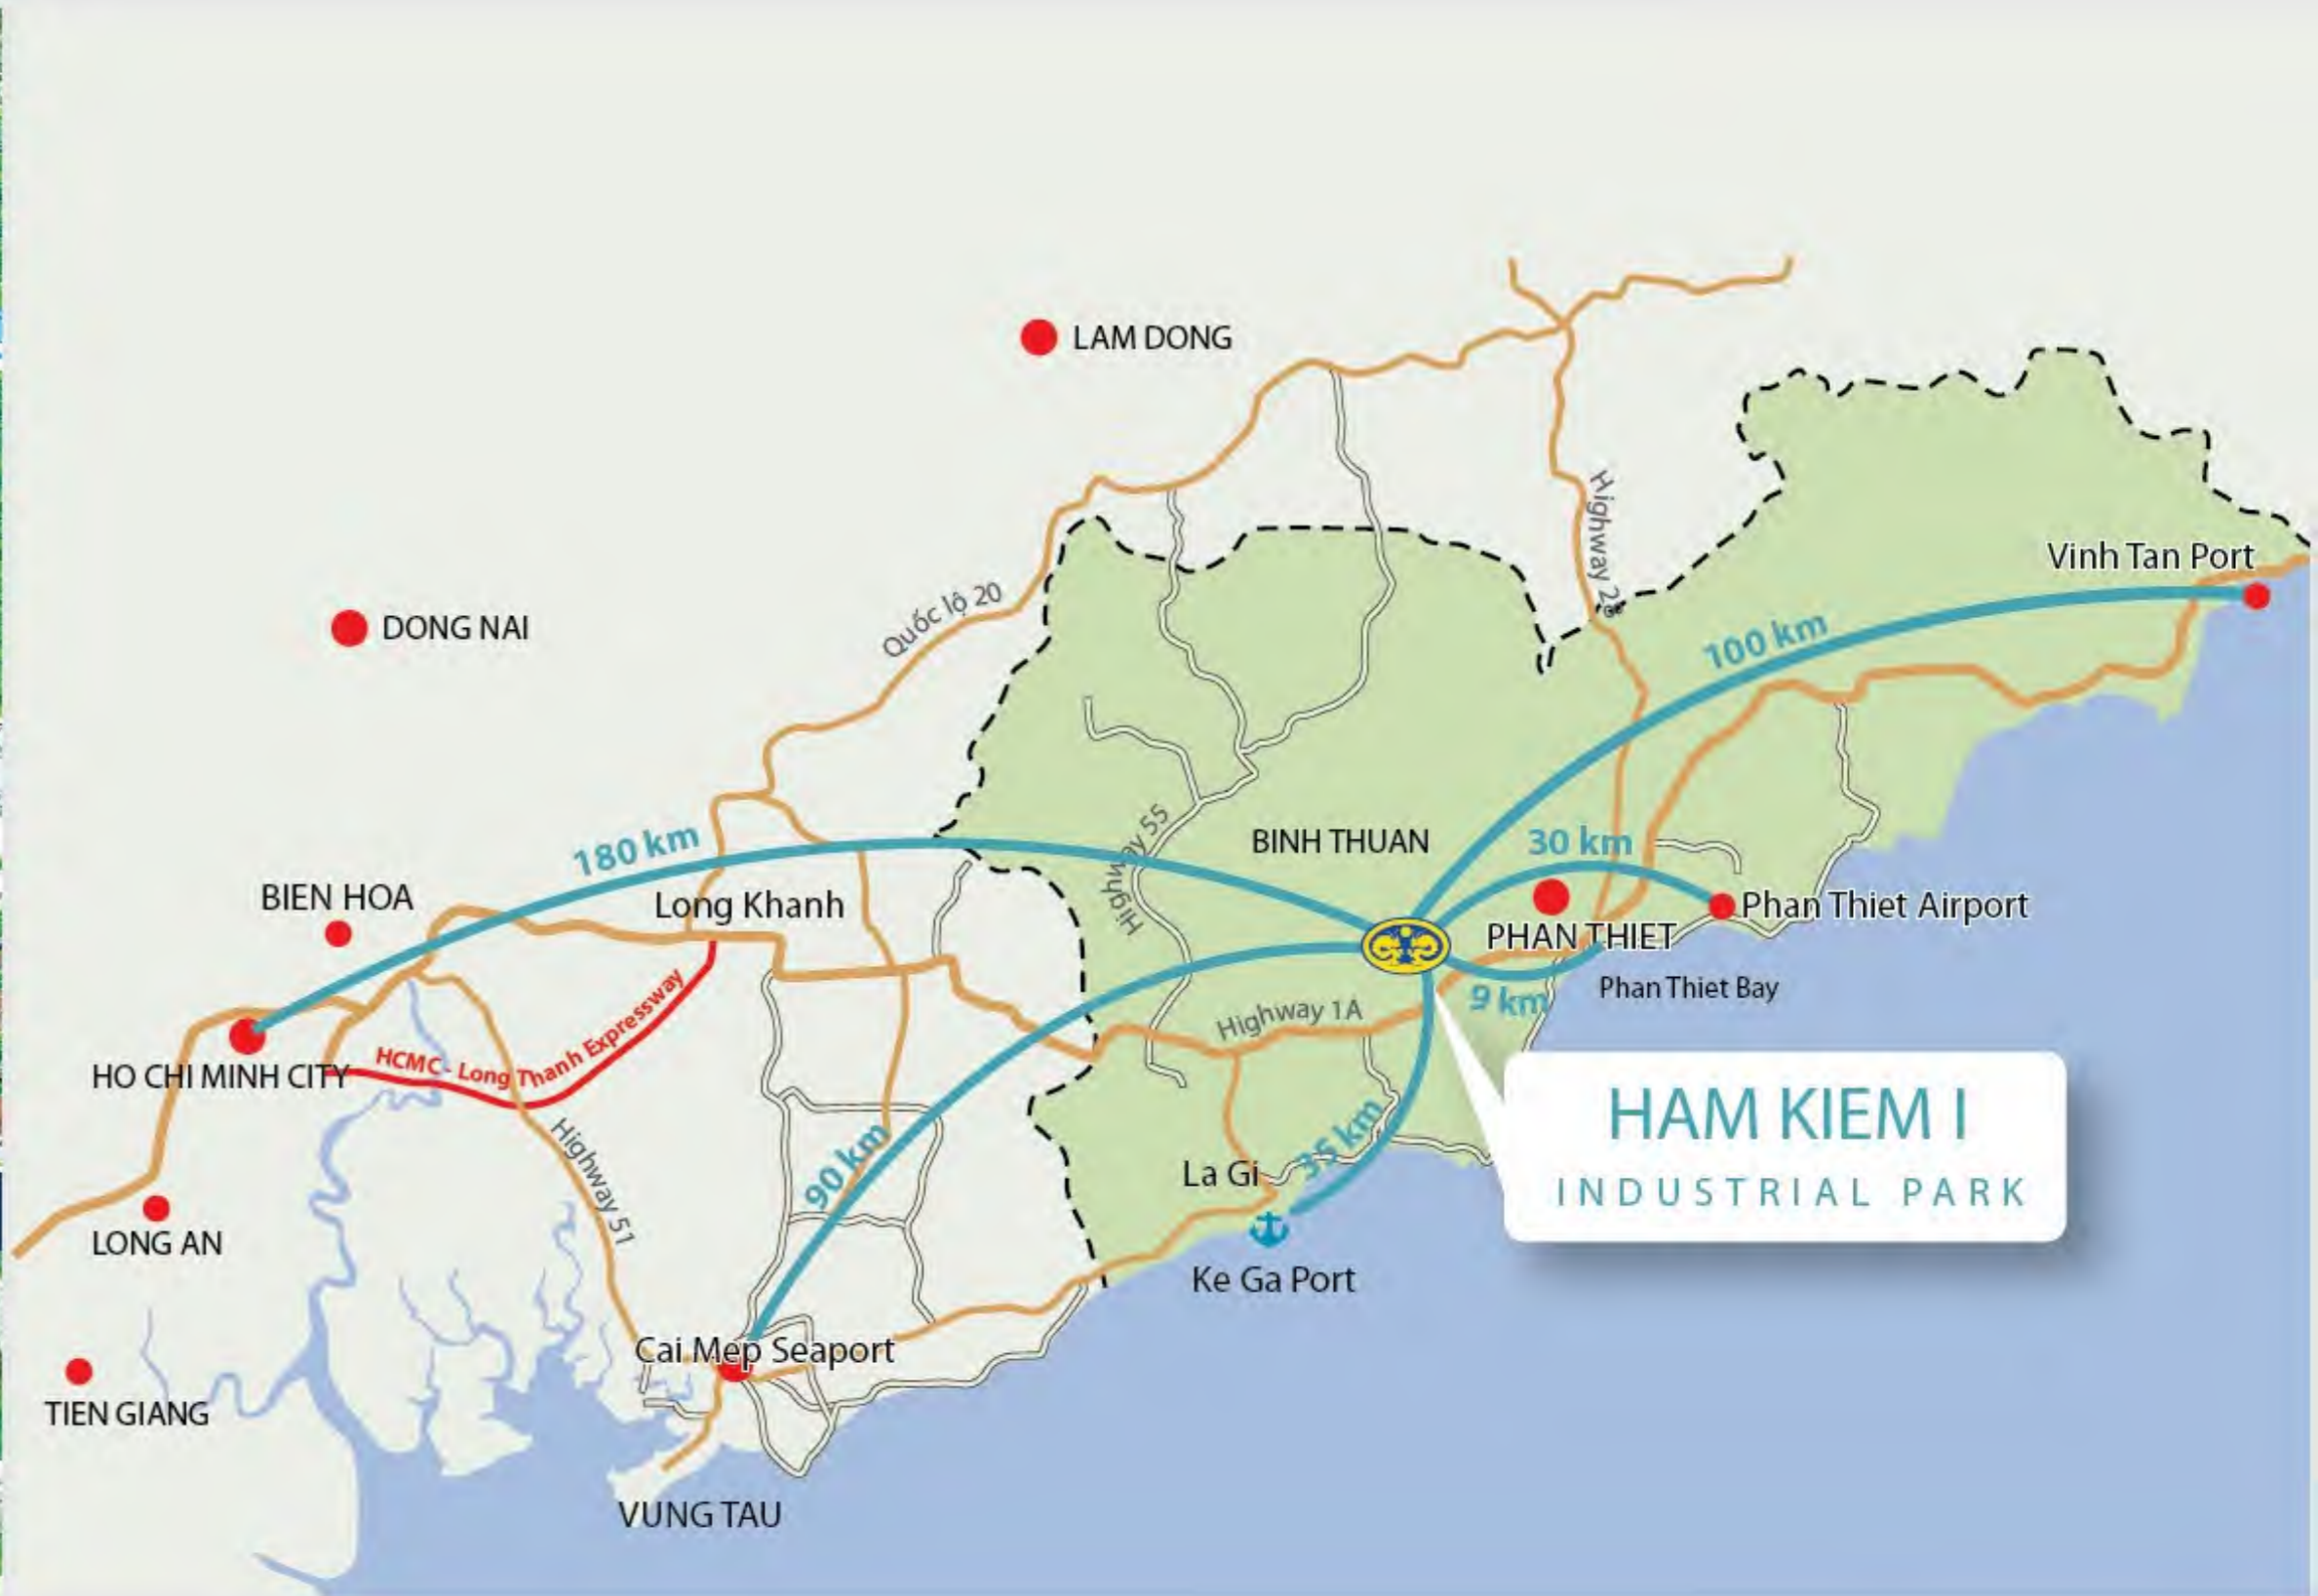 LAM DONG
Highway 28
Vinh Tan Port
Quốc lộ 20
DONG NAI
100 km
180 km
Highway 55
BINH THUAN
30 km
BIEN HOA
Long Khanh
Phan Thiet Airport
PHAN THIET
Phan Thiet Bay
9 km
Highway 1A
HO CHI MINH CITY
HCMC - Long Thanh Expressway
HAM KIEM I
INDUSTRIAL PARK
Highway 51
90 km
35 km
La Gi
LONG AN
Ke Ga Port
Cai Mep Seaport
TIEN GIANG
VUNG TAU